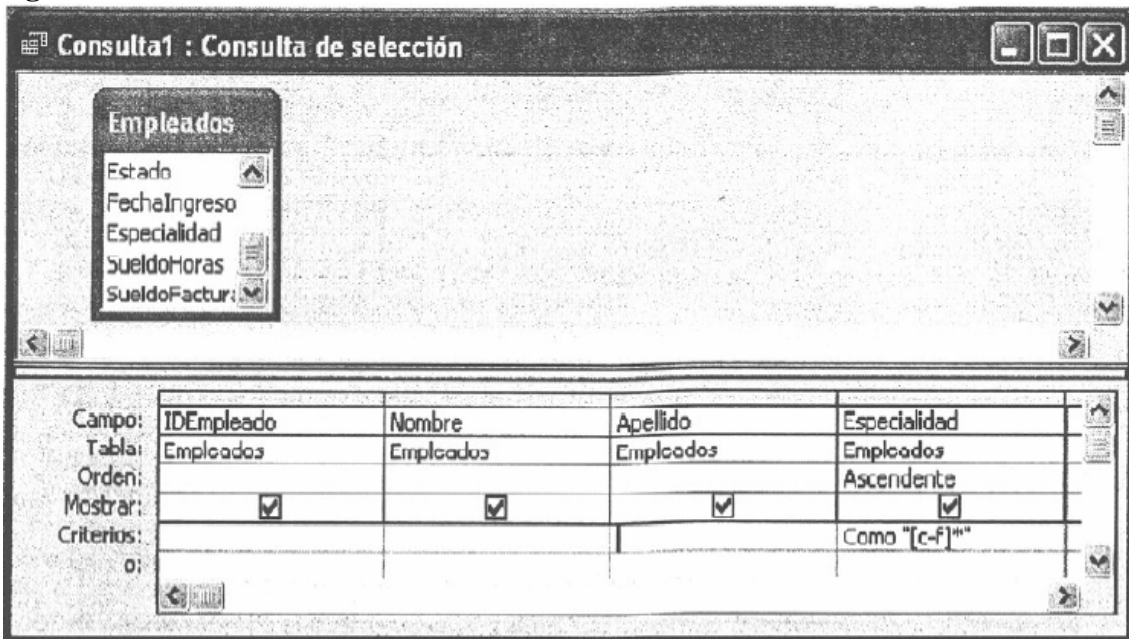 Consulta1 : Consulta de selección
Empleados
Estado
FechaIngreso
Especialidad
SueldoHoras
SueldoFactura
Campo: IDEmpleado Nombre Apellido Especialidad
Tabla: Empleados Empleados Empleados Empleados
Orden: Ascendente
Mostrar:
Criterios: Como "[c-f]*"
o: